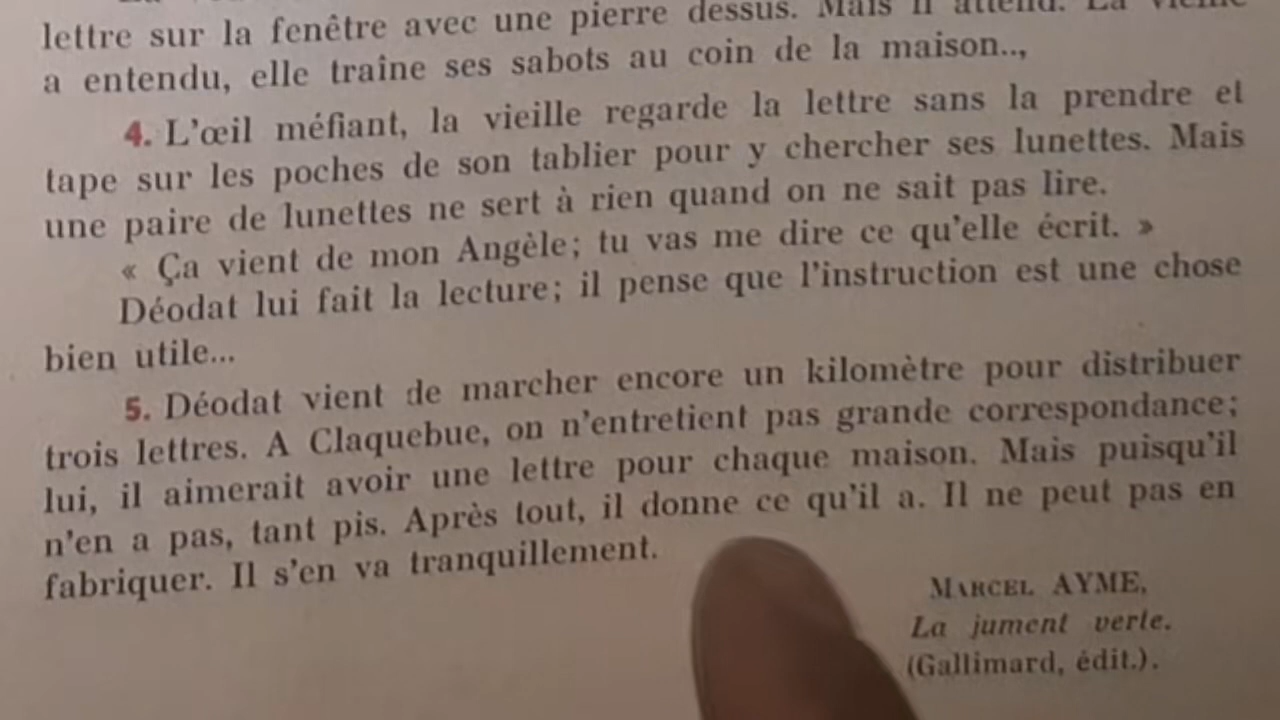 lettre sur la fenêtre avec une pierre dessus. Mais il attend. La vieille
a entendu, elle traîne ses sabots au coin de la maison..,
4. L'œil méfiant, la vieille regarde la lettre sans la prendre et
tape sur les poches de son tablier pour y chercher ses lunettes. Mais
une paire de lunettes ne sert à rien quand on ne sait pas lire.
« Ça vient de mon Angèle; tu vas me dire ce qu'elle écrit. »
Déodat lui fait la lecture; il pense que l'instruction est une chose
bien utile...
5. Déodat vient de marcher encore un kilomètre pour distribuer
trois lettres. A Claquebue, on n'entretient pas grande correspondance;
lui, il aimerait avoir une lettre pour chaque maison. Mais puisqu'il
n'en a pas, tant pis. Après tout, il donne ce qu'il a. Il ne peut pas en
fabriquer. Il s'en va tranquillement.
MARCEL AYME,
La jument verte.
(Gallimard, édit.).